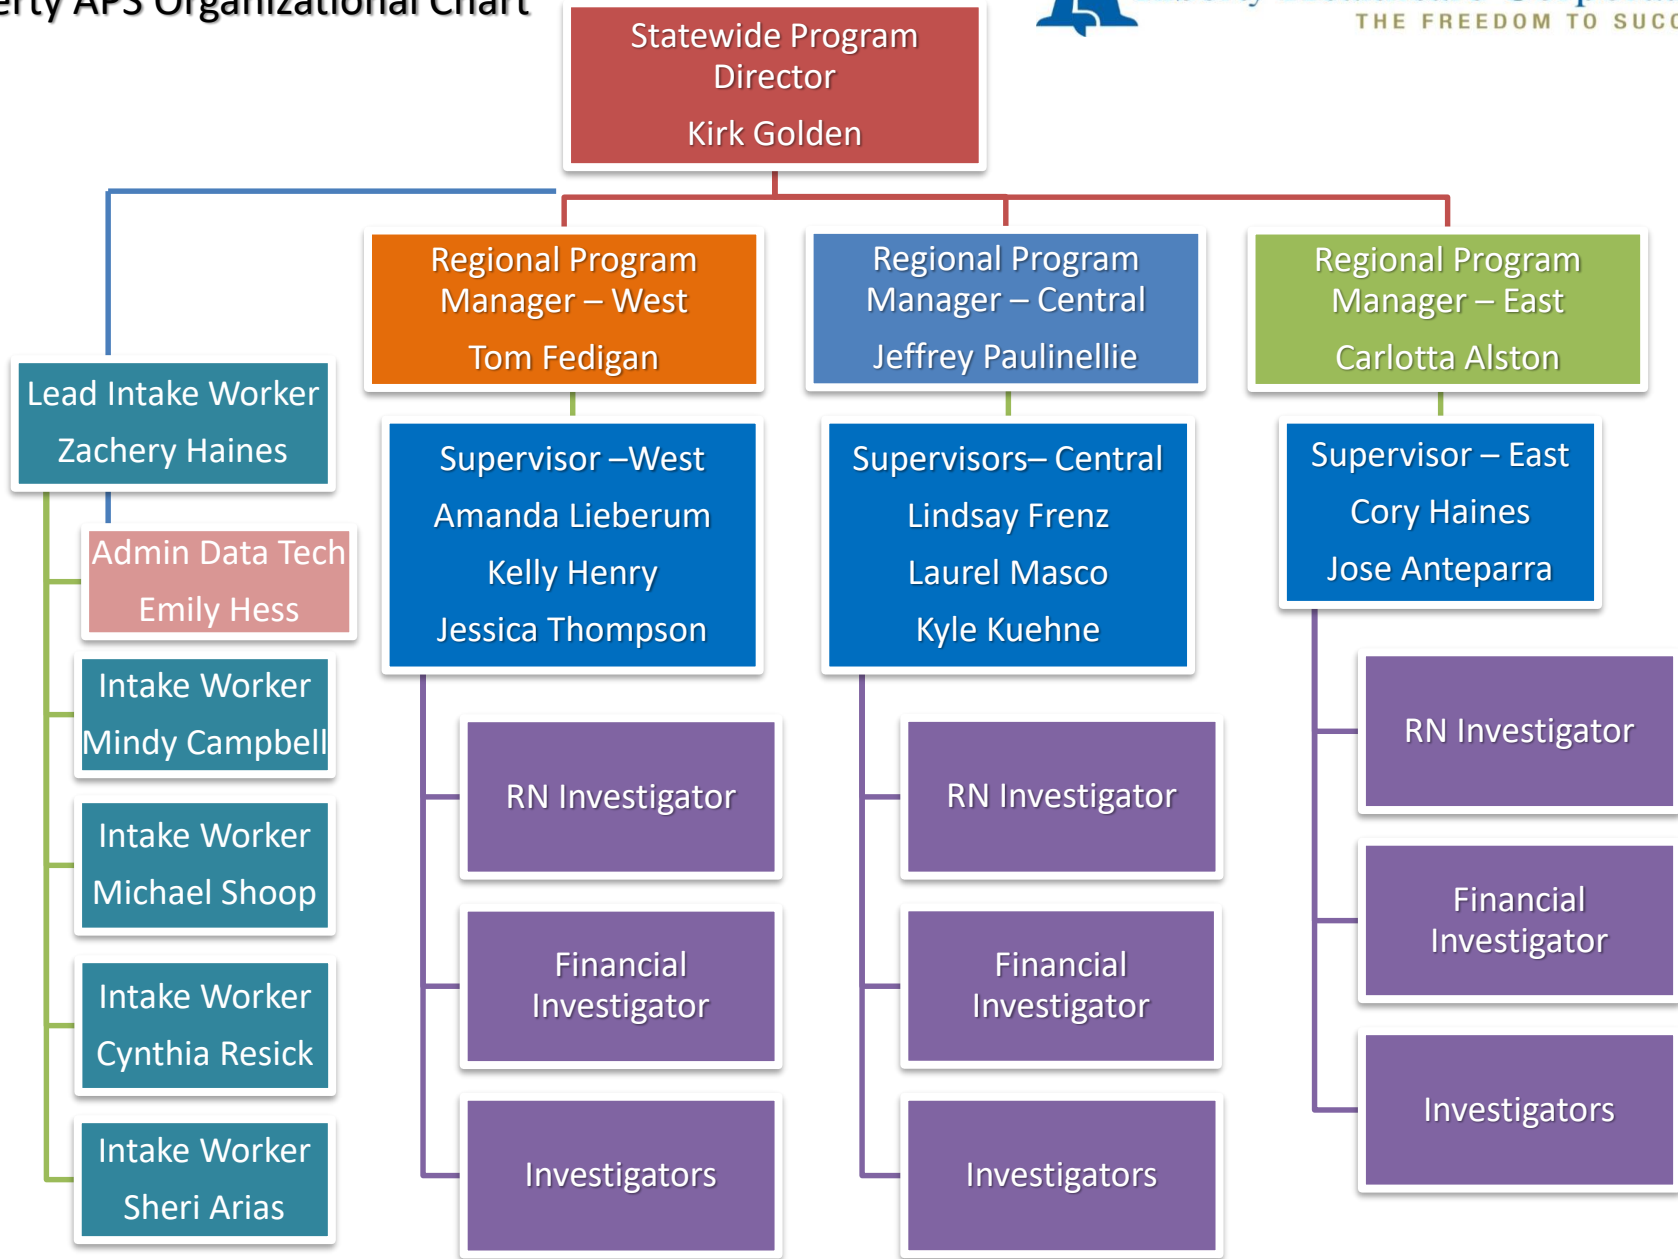 APS Organizational Chart
THE FREEDOM TO
Statewide Program
Director
Kirk Golden
Regional Program
Manager – West
Tom Fedigan
Regional Program
Manager – Central
Jeffrey Paulinellie
Regional Program
Manager – East
Carlotta Alston
Lead Intake Worker
Zachery Haines
Admin Data Tech
Emily Hess
Intake Worker
Mindy Campbell
Intake Worker
Michael Shoop
Intake Worker
Cynthia Resick
Intake Worker
Sheri Arias
Supervisor –West
Amanda Lieberum
Kelly Henry
Jessica Thompson
RN Investigator
Financial
Investigator
Investigators
Supervisors– Central
Lindsay Frenz
Laurel Masco
Kyle Kuehne
RN Investigator
Financial
Investigator
Investigators
Supervisor – East
Cory Haines
Jose Anteparra
RN Investigator
Financial
Investigator
Investigators